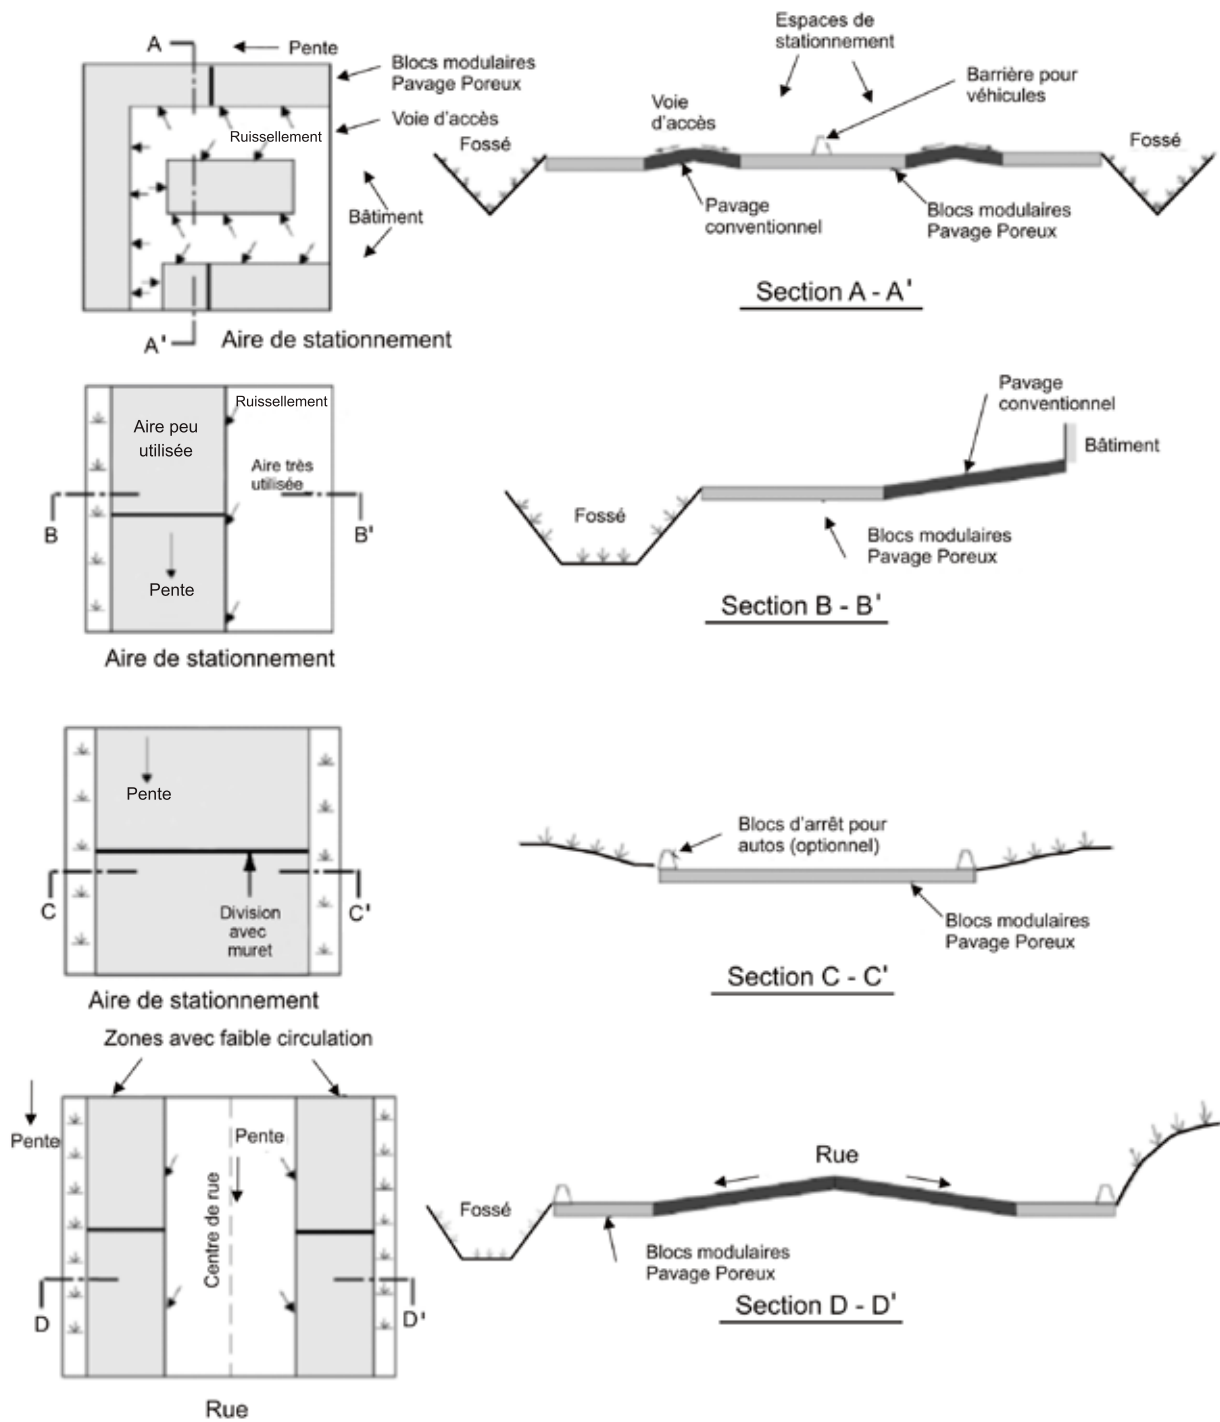 A
Pente
Blocs modulaires
Pavage Poreux
Voie d'accès
Ruissellement
Bâtiment
A'
Aire de stationnement
Espaces de
stationnement
Barrière pour
véhicules
Voie
d'accès
Fossé
Fossé
Pavage
conventionnel
Blocs modulaires
Pavage Poreux
Section A - A'
Ruissellement
Aire peu
utilisée
Aire très
utilisée
B
B'
Pente
Aire de stationnement
Pavage
conventionnel
Bâtiment
Fossé
Blocs modulaires
Pavage Poreux
Section B - B'
Pente
C
C'
Division
avec
muret
Aire de stationnement
Blocs d'arrêt pour
autos (optionnel)
Blocs modulaires
Pavage Poreux
Section C - C'
Zones avec faible circulation
Pente
Pente
Centre de rue
D
D'
Rue
Rue
Fossé
Blocs modulaires
Pavage Poreux
Section D - D'